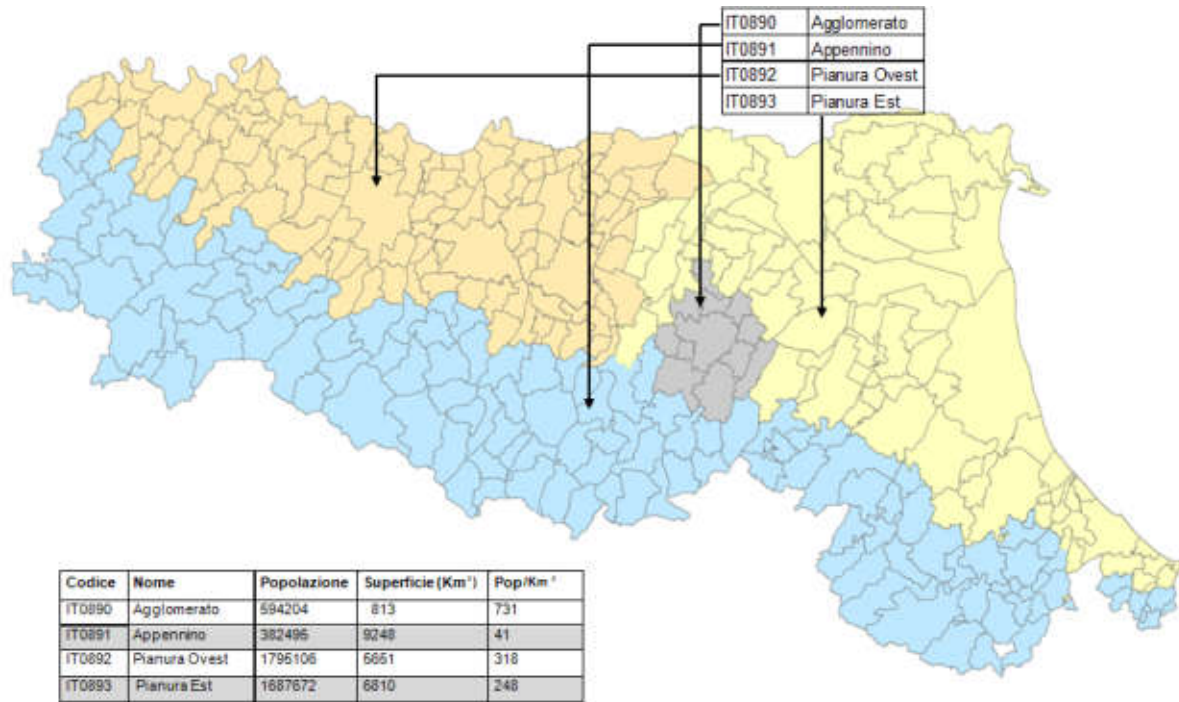 IT0890 Agglomerato
IT0891 Appennino
IT0892 Pianura Ovest
IT0893 Pianura Est
Codice Nome Popolazione Superficie (Km²) Pop/Km²
IT0890 Agglomerato 594204 813 731
IT0891 Appennino 382496 9248 41
IT0892 Pianura Ovest 1795106 5651 318
IT0893 Pianura Est 1687672 6810 248